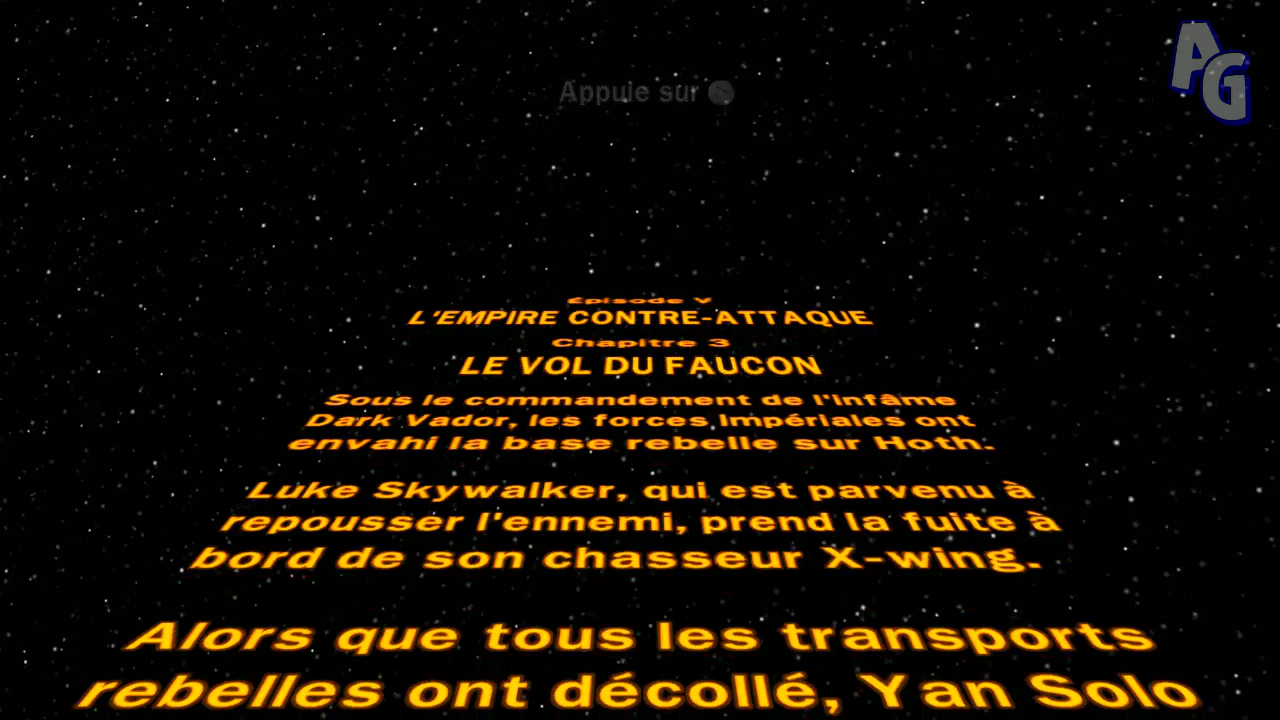 Appuie sur
AG
Épisode V
L'EMPIRE CONTRE-ATTAQUE
Chapitre 3
LE VOL DU FAUCON
Sous le commandement de l'infâme
Dark Vador, les forces impériales ont
envahi la base rebelle sur Hoth.
Luke Skywalker, qui est parvenu à
repousser l'ennemi, prend la fuite à
bord de son chasseur X-wing.
Alors que tous les transports
rebelles ont décollé, Yan Solo